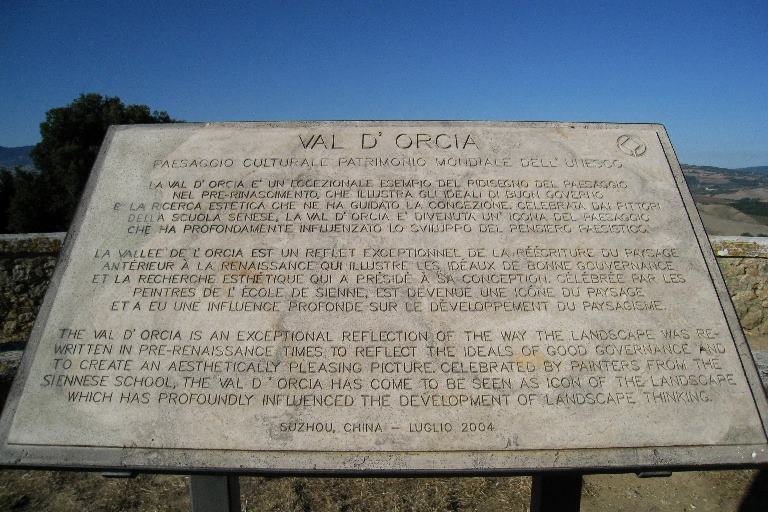 VAL D' ORCIA
PAESAGGIO CULTURALE PATRIMONIO MONDIALE DELL' UNESCO
LA VAL D' ORCIA E' UN ECCEZIONALE ESEMPIO DEL RIDISEGNO DEL PAESAGGIO
NEL PRE-RINASCIMENTO, CHE ILLUSTRA GLI IDEALI DI BUON GOVERNO
E LA RICERCA ESTETICA CHE NE HA GUIDATO LA CONCEZIONE. CELEBRATA DAI PITTORI
DELLA SCUOLA SENESE, LA VAL D' ORCIA E' DIVENUTA UN' ICONA DEL PAESAGGIO
CHE HA PROFONDAMENTE INFLUENZATO LO SVILUPPO DEL PENSIERO PAESISTICO.
LA VALLEE DE L'ORCIA EST UN REFLET EXCEPTIONNEL DE LA RÉÉCRITURE DU PAYSAGE
ANTÉRIEUR À LA RENAISSANCE QUI ILLUSTRE LES IDÉAUX DE BONNE GOUVERNANCE
ET LA RECHERCHE ESTHÉTIQUE QUI A PRÉSIDÉ À SA CONCEPTION. CÉLÉBRÉE PAR LES
PEINTRES DE L' ÉCOLE DE SIENNE, EST DEVENUE UNE ICÔNE DU PAYSAGE
ET A EU UNE INFLUENCE PROFONDE SUR LE DÉVELOPPEMENT DU PAYSAGISME.
THE VAL D' ORCIA IS AN EXCEPTIONAL REFLECTION OF THE WAY THE LANDSCAPE WAS RE-
WRITTEN IN PRE-RENAISSANCE TIMES TO REFLECT THE IDEALS OF GOOD GOVERNANCE AND
TO CREATE AN AESTHETICALLY PLEASING PICTURE. CELEBRATED BY PAINTERS FROM THE
SIENNESE SCHOOL, THE VAL D ' ORCIA HAS COME TO BE SEEN AS ICON OF THE LANDSCAPE
WHICH HAS PROFOUNDLY INFLUENCED THE DEVELOPMENT OF LANDSCAPE THINKING.
SUZHOU, CHINA - LUGLIO 2004